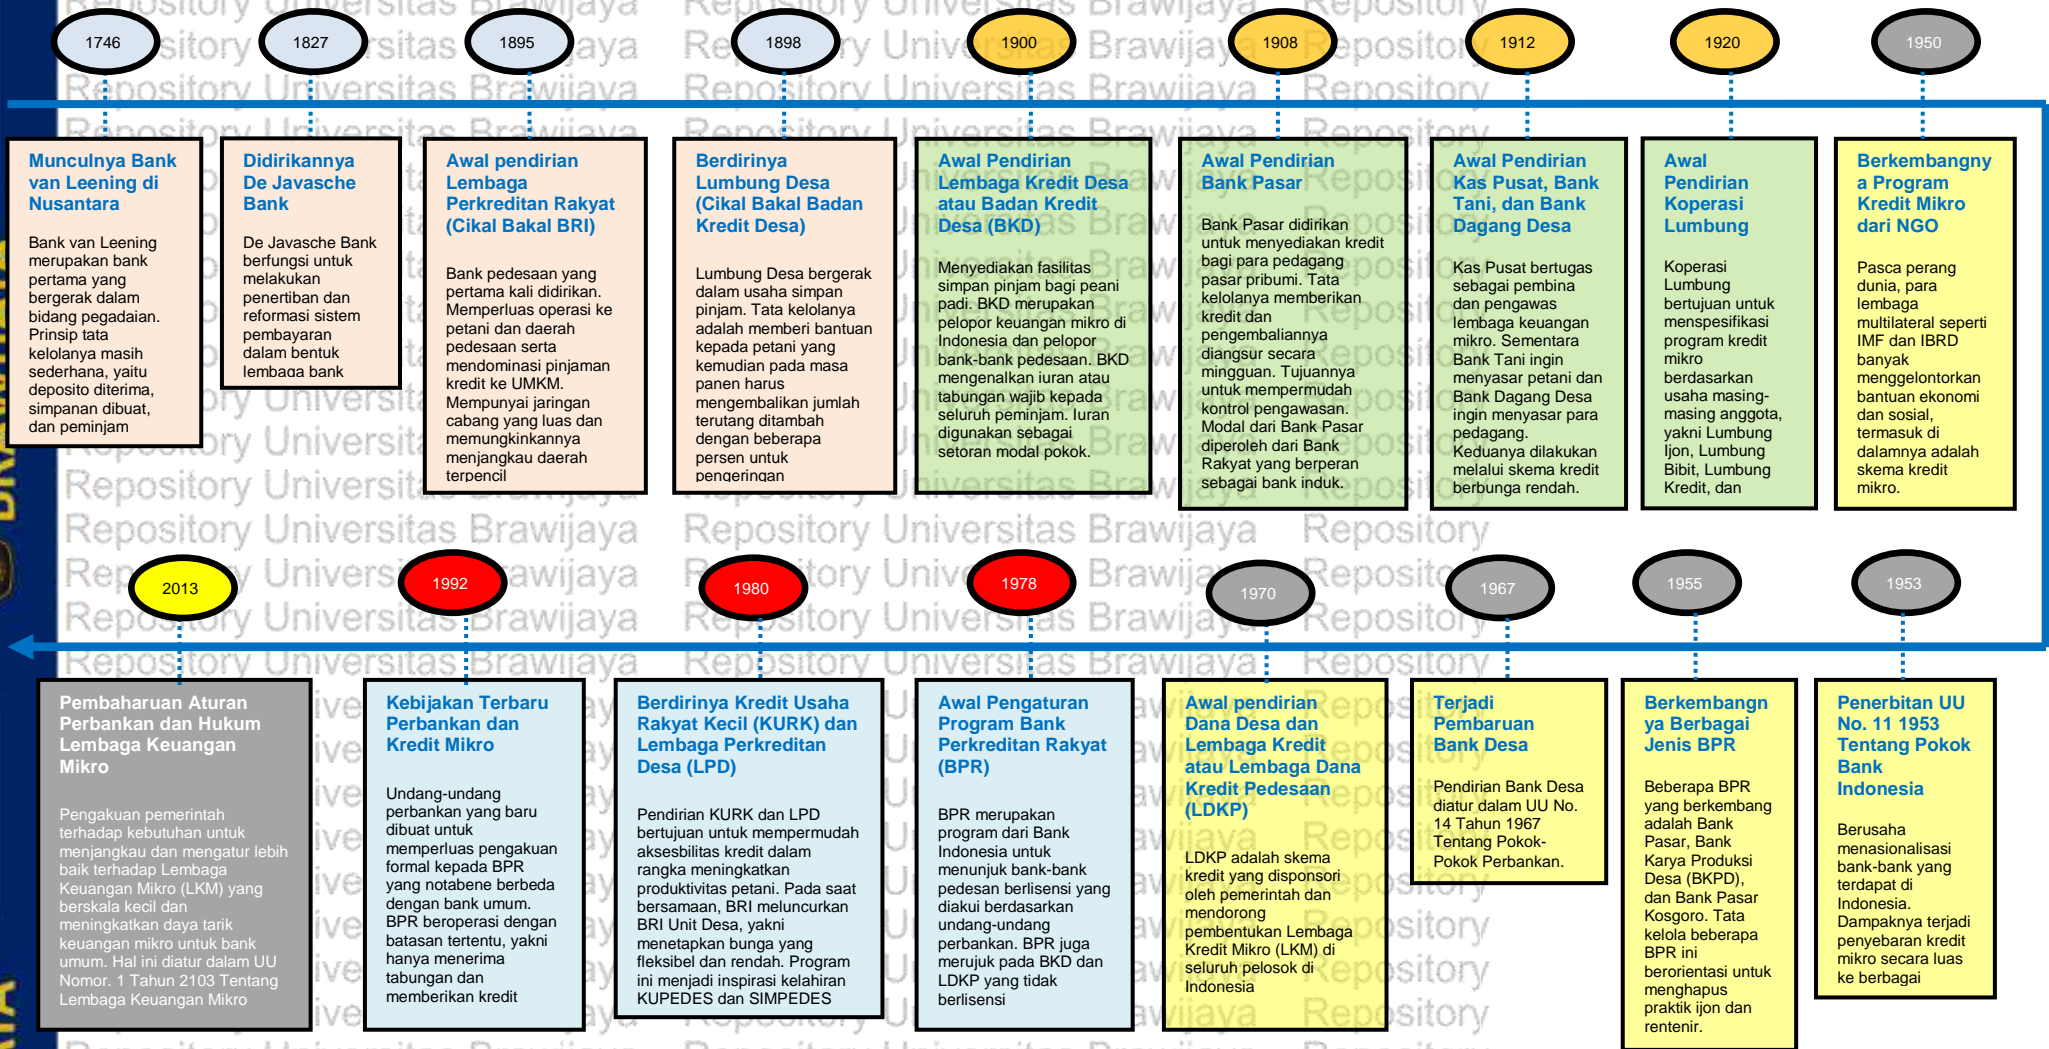 1746
1827
1895
1898
1900
1908
1912
1920
1950
Munculnya Bank
van Leening di
Nusantara
Bank van Leening
merupakan bank
pertama yang
bergerak dalam
bidang pegadaian.
Prinsip tata
kelolanya masih
sederhana, yaitu
deposito diterima,
simpanan dibuat,
dan peminjam
Didirikannya
De Javasche
Bank
De Javasche Bank
berfungsi untuk
melakukan
penertiban dan
reformasi sistem
pembayaran
dalam bentuk
lembaga bank
Awal pendirian
Lembaga
Perkreditan Rakyat
(Cikal Bakal BRI)
Bank pedesaan yang
pertama kali didirikan.
Memperluas operasi ke
petani dan daerah
pedesaan serta
mendominasi pinjaman
kredit ke UMKM.
Mempunyai jaringan
cabang yang luas dan
memungkinkannya
menjangkau daerah
terpencil
Berdirinya
Lumbung Desa
(Cikal Bakal Badan
Kredit Desa)
Lumbung Desa bergerak
dalam usaha simpan
pinjam. Tata kelolanya
adalah memberi bantuan
kepada petani yang
kemudian pada masa
panen harus
mengembalikan jumlah
terutang ditambah
dengan beberapa
persen untuk
pengeringan
Awal Pendirian
Lembaga Kredit Desa
atau Badan Kredit
Desa (BKD)
Menyediakan fasilitas
simpan pinjam bagi peani
padi. BKD merupakan
pelopor keuangan mikro di
Indonesia dan pelopor
bank-bank pedesaan. BKD
mengenalkan iuran atau
tabungan wajib kepada
seluruh peminjam. Iuran
digunakan sebagai
setoran modal pokok.
Awal Pendirian
Bank Pasar
Bank Pasar didirikan
untuk menyediakan kredit
bagi para pedagang
pasar pribumi. Tata
kelolanya memberikan
kredit dan
pengembaliannya
diangsur secara
mingguan. Tujuannya
untuk mempermudah
kontrol pengawasan.
Modal dari Bank Pasar
diperoleh dari Bank
Rakyat yang berperan
sebagai bank induk.
Awal Pendirian
Kas Pusat, Bank
Tani, dan Bank
Dagang Desa
Kas Pusat bertugas
sebagai pembina
dan pengawas
lembaga keuangan
mikro. Sementara
Bank Tani ingin
menyasar petani dan
Bank Dagang Desa
ingin menyasar para
pedagang.
Keduanya dilakukan
melalui skema kredit
berbunga rendah.
Awal
Pendirian
Koperasi
Lumbung
Koperasi
Lumbung
bertujuan untuk
menspesifikasi
program kredit
mikro
berdasarkan
usaha masing-
masing anggota,
yakni Lumbung
Ijon, Lumbung
Bibit, Lumbung
Kredit, dan
Berkembangny
a Program
Kredit Mikro
dari NGO
Pasca perang
dunia, para
lembaga
multilateral seperti
IMF dan IBRD
banyak
menggelontorkan
bantuan ekonomi
dan sosial,
termasuk di
dalamnya adalah
skema kredit
mikro.
2013
1992
1980
1978
1970
1967
1955
1953
Pembaharuan Aturan
Perbankan dan Hukum
Lembaga Keuangan
Mikro
Pengakuan pemerintah
terhadap kebutuhan untuk
menjangkau dan mengatur lebih
baik terhadap Lembaga
Keuangan Mikro (LKM) yang
berskala kecil dan
meningkatkan daya tarik
keuangan mikro untuk bank
umum. Hal ini diatur dalam UU
Nomor. 1 Tahun 2103 Tentang
Lembaga Keuangan Mikro
Kebijakan Terbaru
Perbankan dan
Kredit Mikro
Undang-undang
perbankan yang baru
dibuat untuk
memperluas pengakuan
formal kepada BPR
yang notabene berbeda
dengan bank umum.
BPR beroperasi dengan
batasan tertentu, yakni
hanya menerima
tabungan dan
memberikan kredit
Berdirinya Kredit Usaha
Rakyat Kecil (KURK) dan
Lembaga Perkreditan
Desa (LPD)
Pendirian KURK dan LPD
bertujuan untuk mempermudah
aksesbilitas kredit dalam
rangka meningkatkan
produktivitas petani. Pada saat
bersamaan, BRI meluncurkan
BRI Unit Desa, yakni
menetapkan bunga yang
fleksibel dan rendah. Program
ini menjadi inspirasi kelahiran
KUPEDES dan SIMPEDES
Awal Pengaturan
Program Bank
Perkreditan Rakyat
(BPR)
BPR merupakan
program dari Bank
Indonesia untuk
menunjuk bank-bank
pedesan berlisensi yang
diakui berdasarkan
undang-undang
perbankan. BPR juga
merujuk pada BKD dan
LDKP yang tidak
berlisensi
Awal pendirian
Dana Desa dan
Lembaga Kredit
atau Lembaga Dana
Kredit Pedesaan
(LDKP)
LDKP adalah skema
kredit yang disponsori
oleh pemerintah dan
mendorong
pembentukan Lembaga
Kredit Mikro (LKM) di
seluruh pelosok di
Indonesia
Terjadi
Pembaruan
Bank Desa
Pendirian Bank Desa
diatur dalam UU No.
14 Tahun 1967
Tentang Pokok-
Pokok Perbankan.
Berkembangn
ya Berbagai
Jenis BPR
Beberapa BPR
yang berkembang
adalah Bank
Pasar, Bank
Karya Produksi
Desa (BKPD),
dan Bank Pasar
Kosgoro. Tata
kelola beberapa
BPR ini
berorientasi untuk
menghapus
praktik ijon dan
rentenir.
Penerbitan UU
No. 11 1953
Tentang Pokok
Bank
Indonesia
Berusaha
menasionalisasi
bank-bank yang
terdapat di
Indonesia.
Dampaknya terjadi
penyebaran kredit
mikro secara luas
ke berbagai